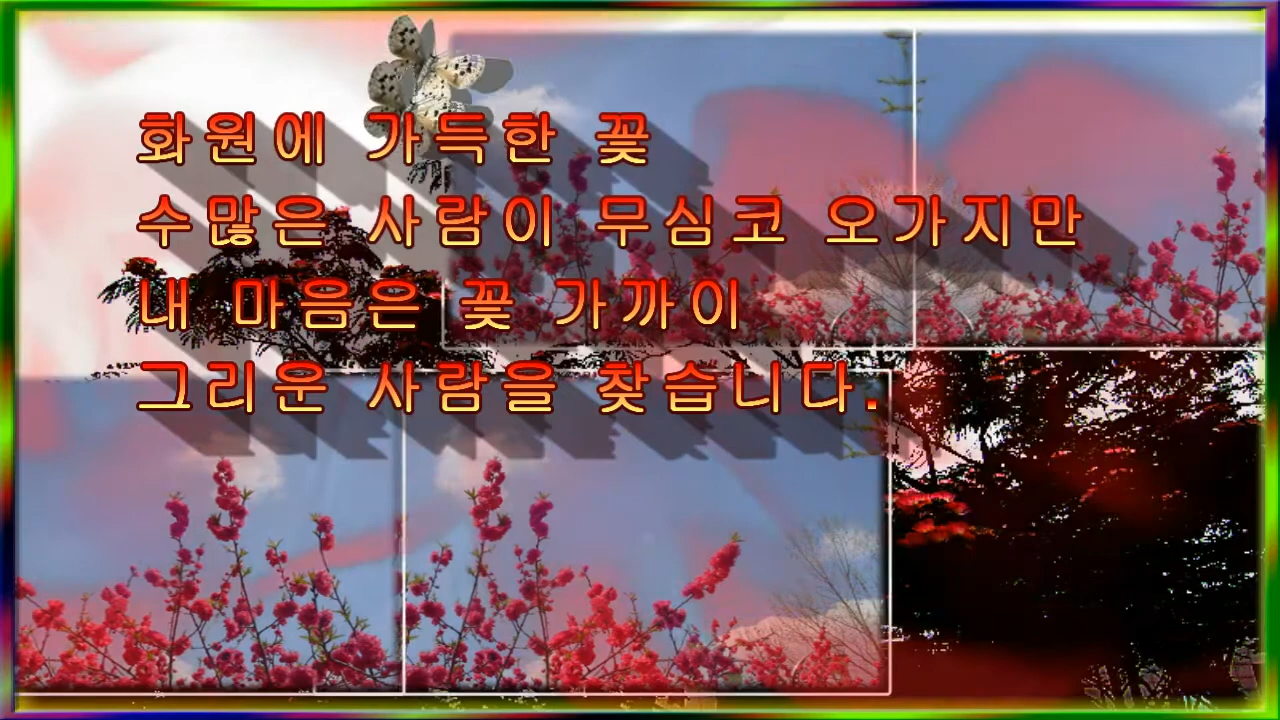 화원에 가득한 꽃
수많은 사람이 무심코 오가지만
내 마음은 꽃 가까이
그리운 사람을 찾습니다.